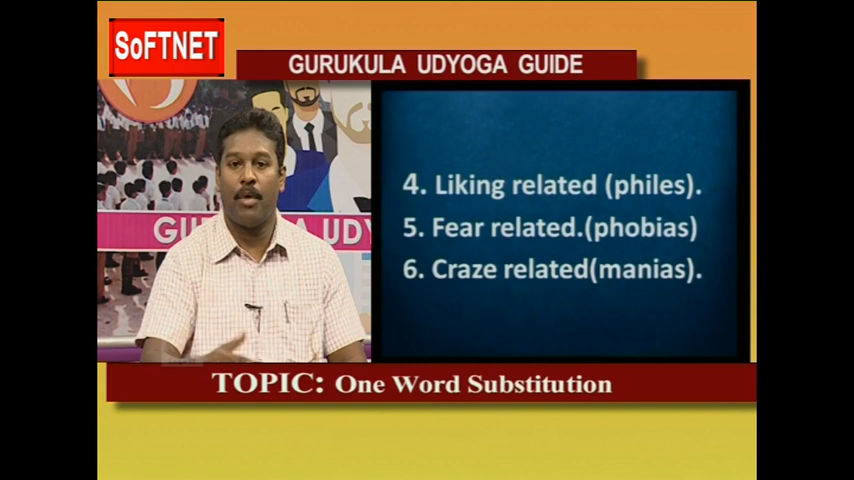 SoFTNET
GURUKULA UDYOGA GUIDE
4. Liking related (philes).
5. Fear related.(phobias)
6. Craze related(manias).
TOPIC: One Word Substitution